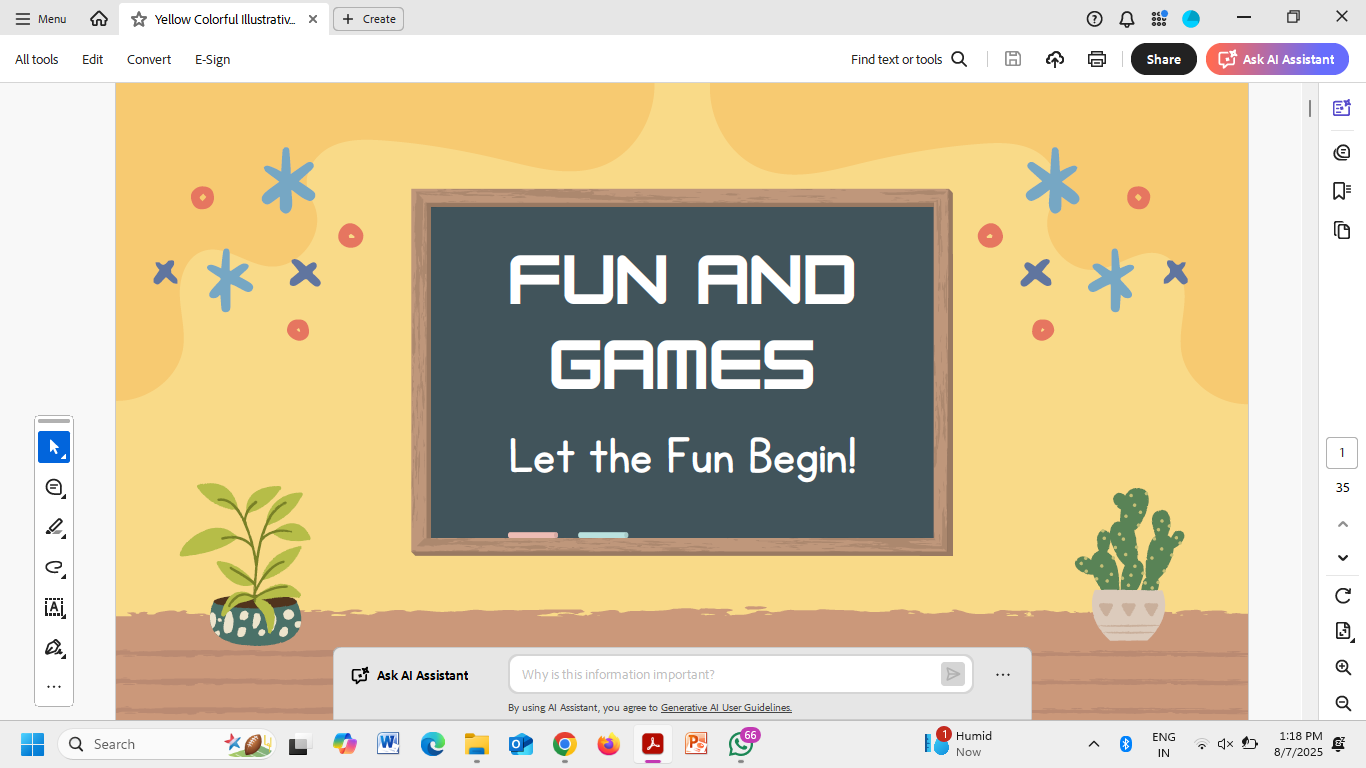 Menu
Yellow Colorful Illustrativ...
Create
All tools
Edit
Convert
E-Sign
Find text or tools
Share
Ask AI Assistant
FUN AND
GAMES
Let the Fun Begin!
1
35
Ask AI Assistant
Why is this information important?
By using AI Assistant, you agree to Generative AI User Guidelines.
Search
66
1
Humid
Now
ENG
IN
1:18 PM
8/7/2025